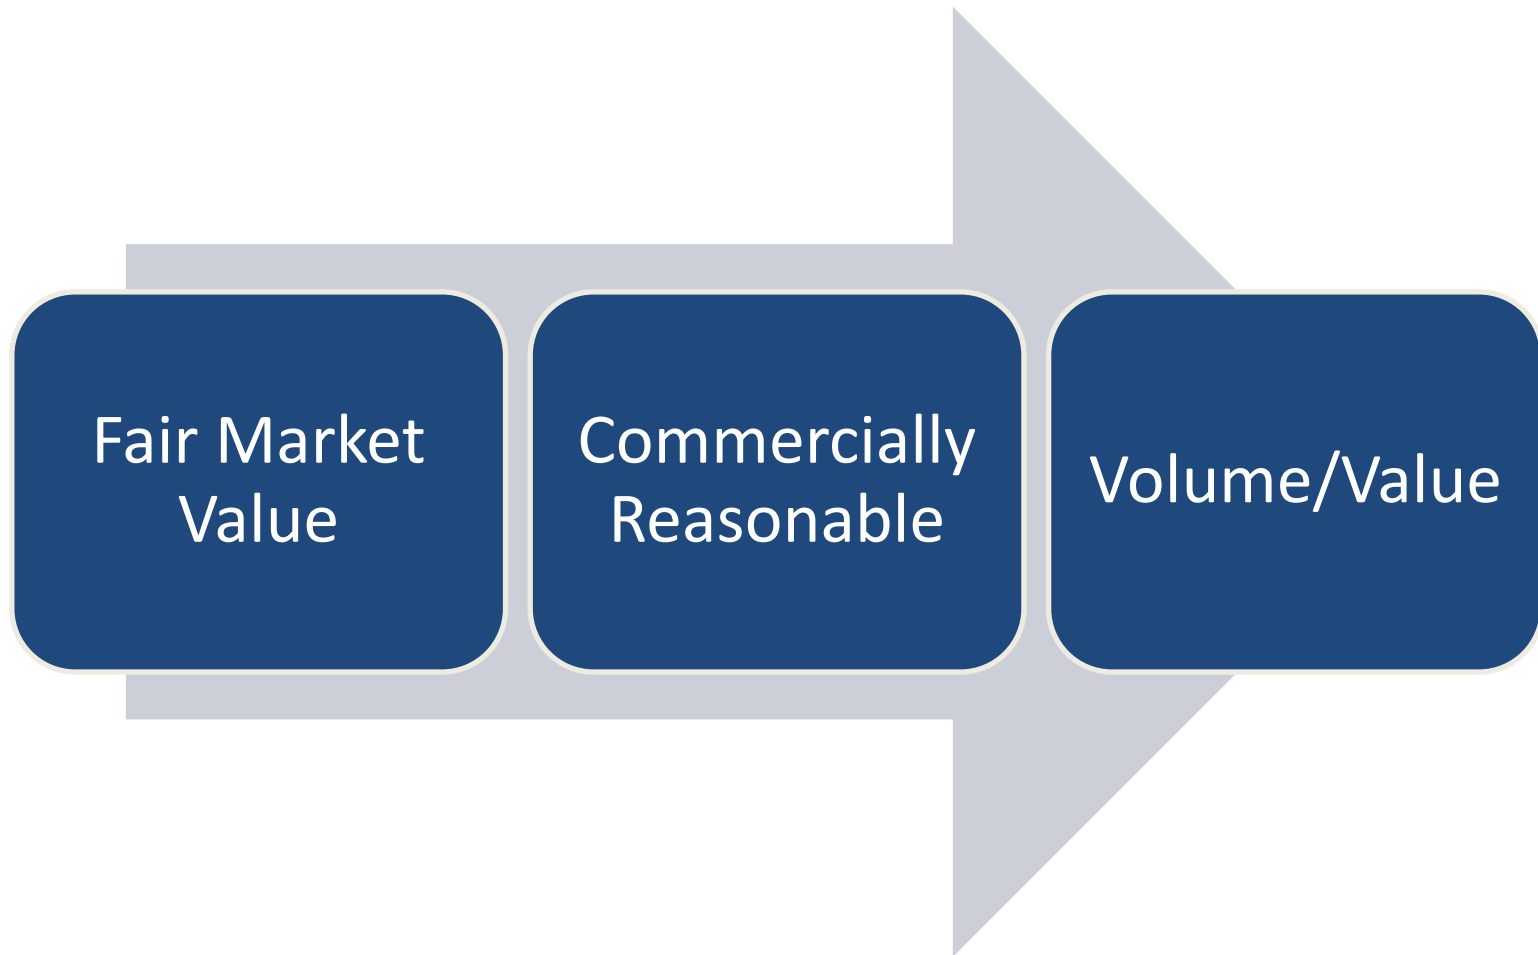 Fair Market
Value
Commercially
Reasonable
Volume/Value